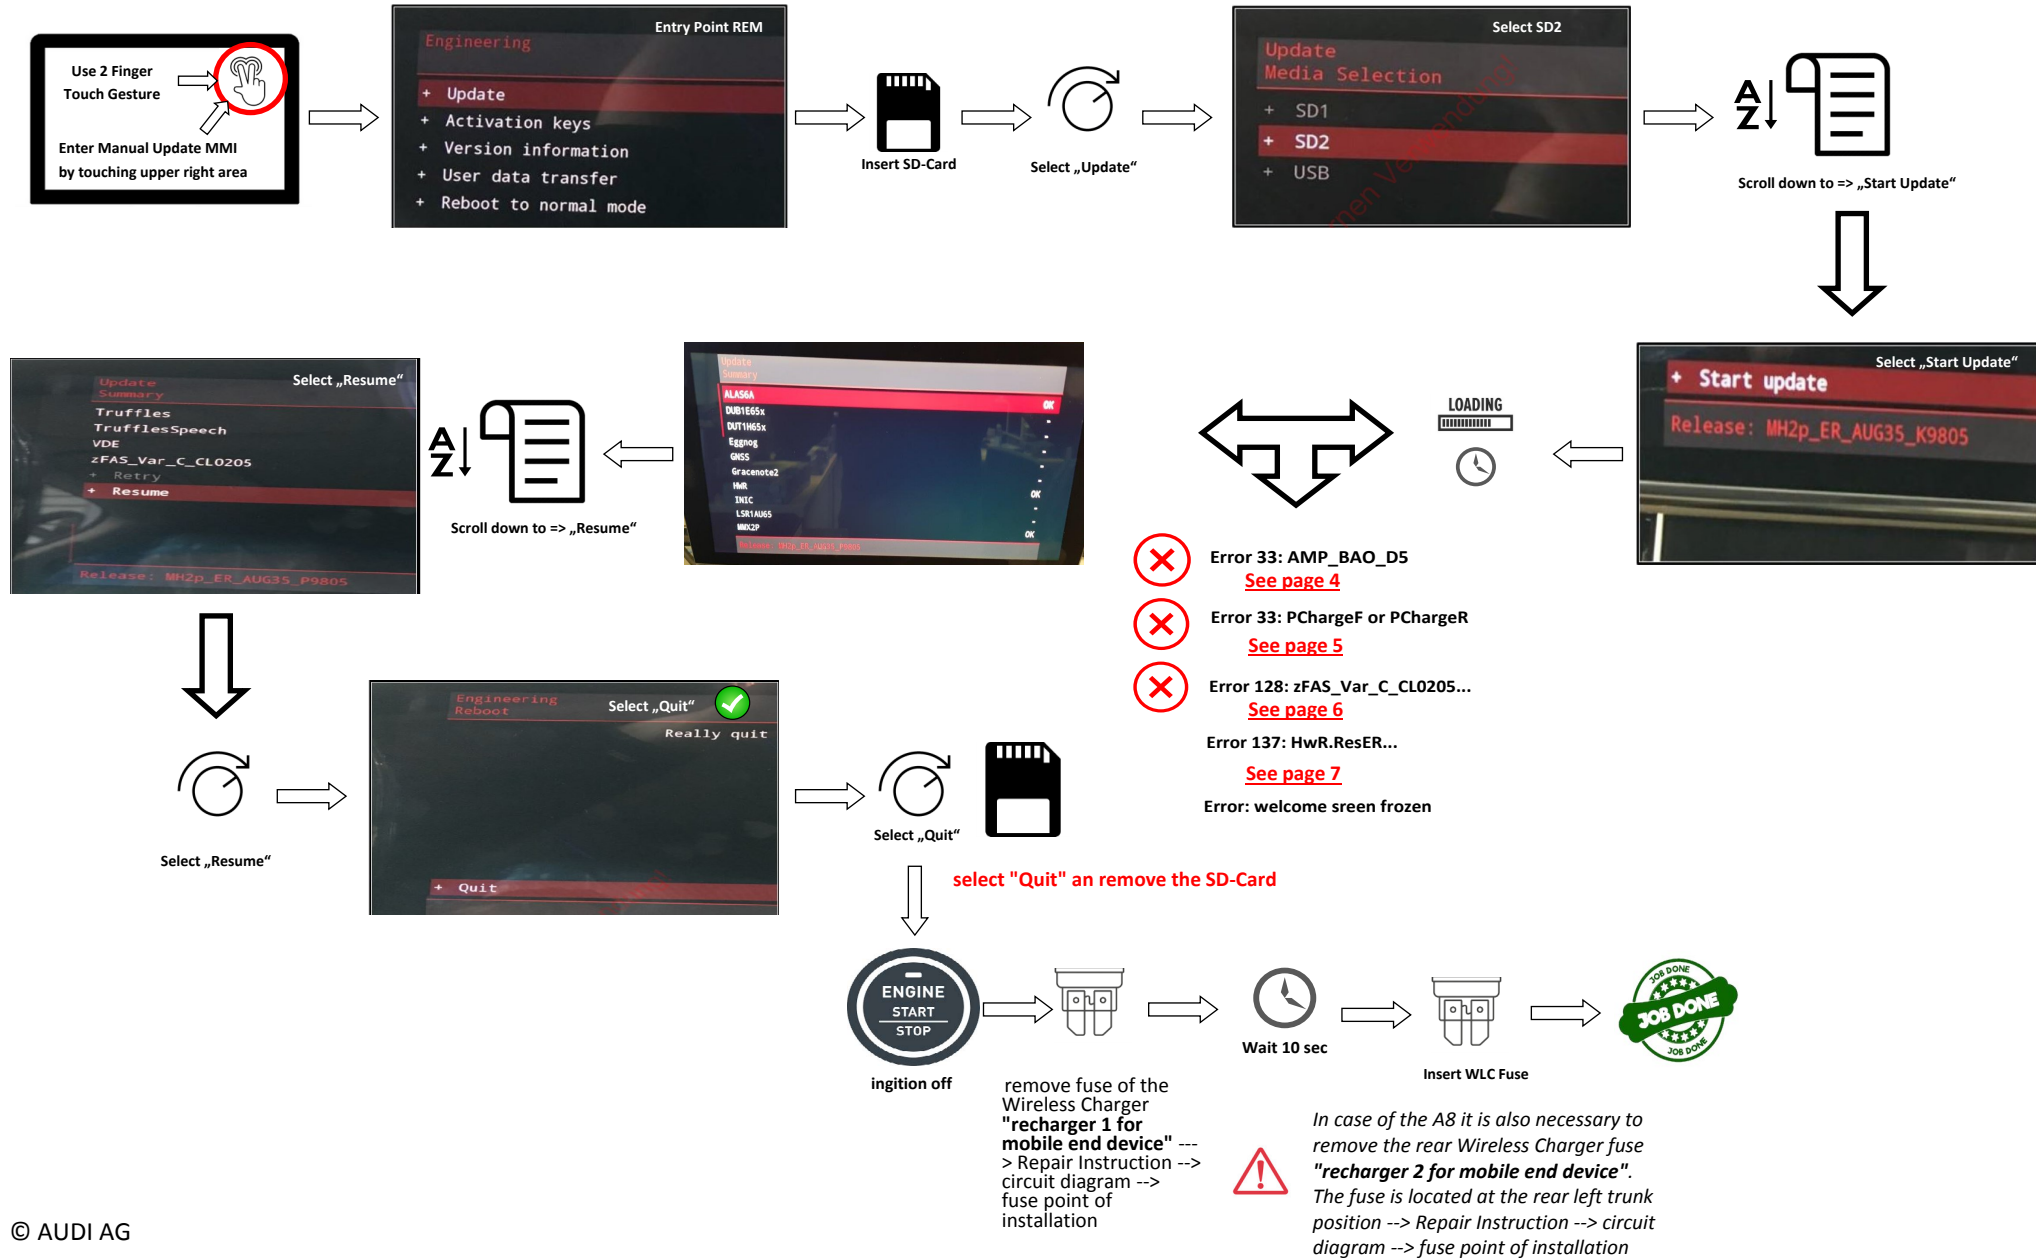 Use 2 Finger
Touch Gesture
Enter Manual Update MMI
by touching upper right area
Entry Point REM
Engineering
+ Update
+ Activation keys
+ Version information
+ User data transfer
+ Reboot to normal mode
Insert SD-Card
Select „Update“
Select SD2
Update
Media Selection
+ SD1
+ SD2
+ USB
A
Z
Scroll down to => „Start Update“
Select „Start Update“
+ Start update
Release: MH2p_ER_AUG35_K9805
LOADING
Error 33: AMP_BAO_D5
See page 4
Error 33: PChargeF or PChargeR
See page 5
Error 128: zFAS_Var_C_CL0205...
See page 6
Error 137: HwR.ResER...
See page 7
Error: welcome sreen frozen
Update
Summary
ALAS6A OK
DUB1E65x -
DUT1H65x -
Eggnog -
GNSS -
Gracenote2 -
HWR -
INIC OK
LSR1AU65 -
MMX2P OK
Release: MH2p_ER_AUG35_P9805
A
Z
Scroll down to => „Resume“
Select „Resume“
Update
Summary
Truffles
TrufflesSpeech
VDE
zFAS_Var_C_CL0205
+ Retry
+ Resume
Release: MH2p_ER_AUG35_P9805
Select „Resume“
Engineering
Reboot
Select „Quit“
Really quit
+ Quit
Select „Quit“
select "Quit" an remove the SD-Card
ENGINE
START
STOP
ingition off
remove fuse of the
Wireless Charger
"recharger 1 for
mobile end device" ---
> Repair Instruction -->
circuit diagram -->
fuse point of
installation
Wait 10 sec
Insert WLC Fuse
JOB DONE
JOB DONE
JOB DONE
In case of the A8 it is also necessary to
remove the rear Wireless Charger fuse
"recharger 2 for mobile end device".
The fuse is located at the rear left trunk
position --> Repair Instruction --> circuit
diagram --> fuse point of installation
© AUDI AG